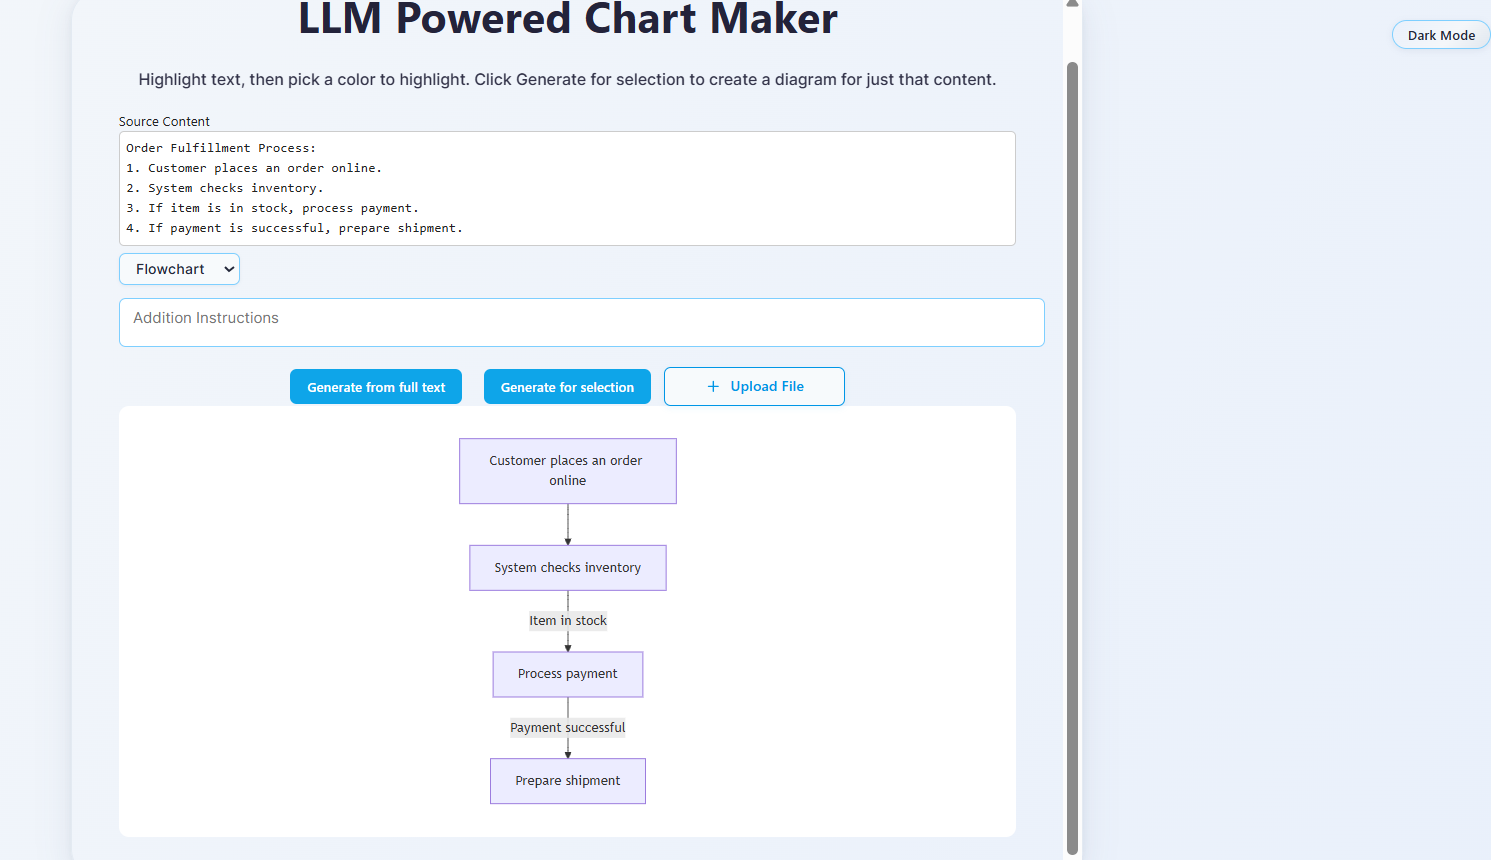 LLM Powered Chart Maker
Dark Mode
Highlight text, then pick a color to highlight. Click Generate for selection to create a diagram for just that content.
Source Content
Order Fulfillment Process:
1. Customer places an order online.
2. System checks inventory.
3. If item is in stock, process payment.
4. If payment is successful, prepare shipment.
Flowchart
Addition Instructions
Generate from full text
Generate for selection
+ Upload File
Customer places an order
online
System checks inventory
Item in stock
Process payment
Payment successful
Prepare shipment